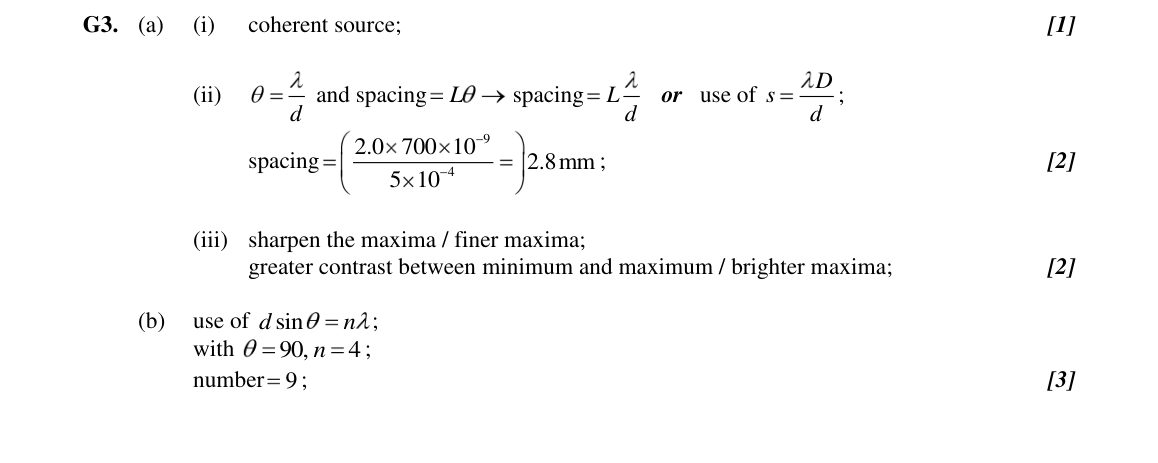 G3. (a) (i) coherent source; [1]
(ii) θ = λ/d and spacing = Lθ → spacing = L λ/d or use of s = λD/d ;
spacing = ( 2.0×700×10⁻⁹ / 5×10⁻⁴ = ) 2.8 mm ; [2]
(iii) sharpen the maxima / finer maxima;
greater contrast between minimum and maximum / brighter maxima; [2]
(b) use of d sin θ = nλ ;
with θ = 90, n = 4 ;
number = 9 ; [3]